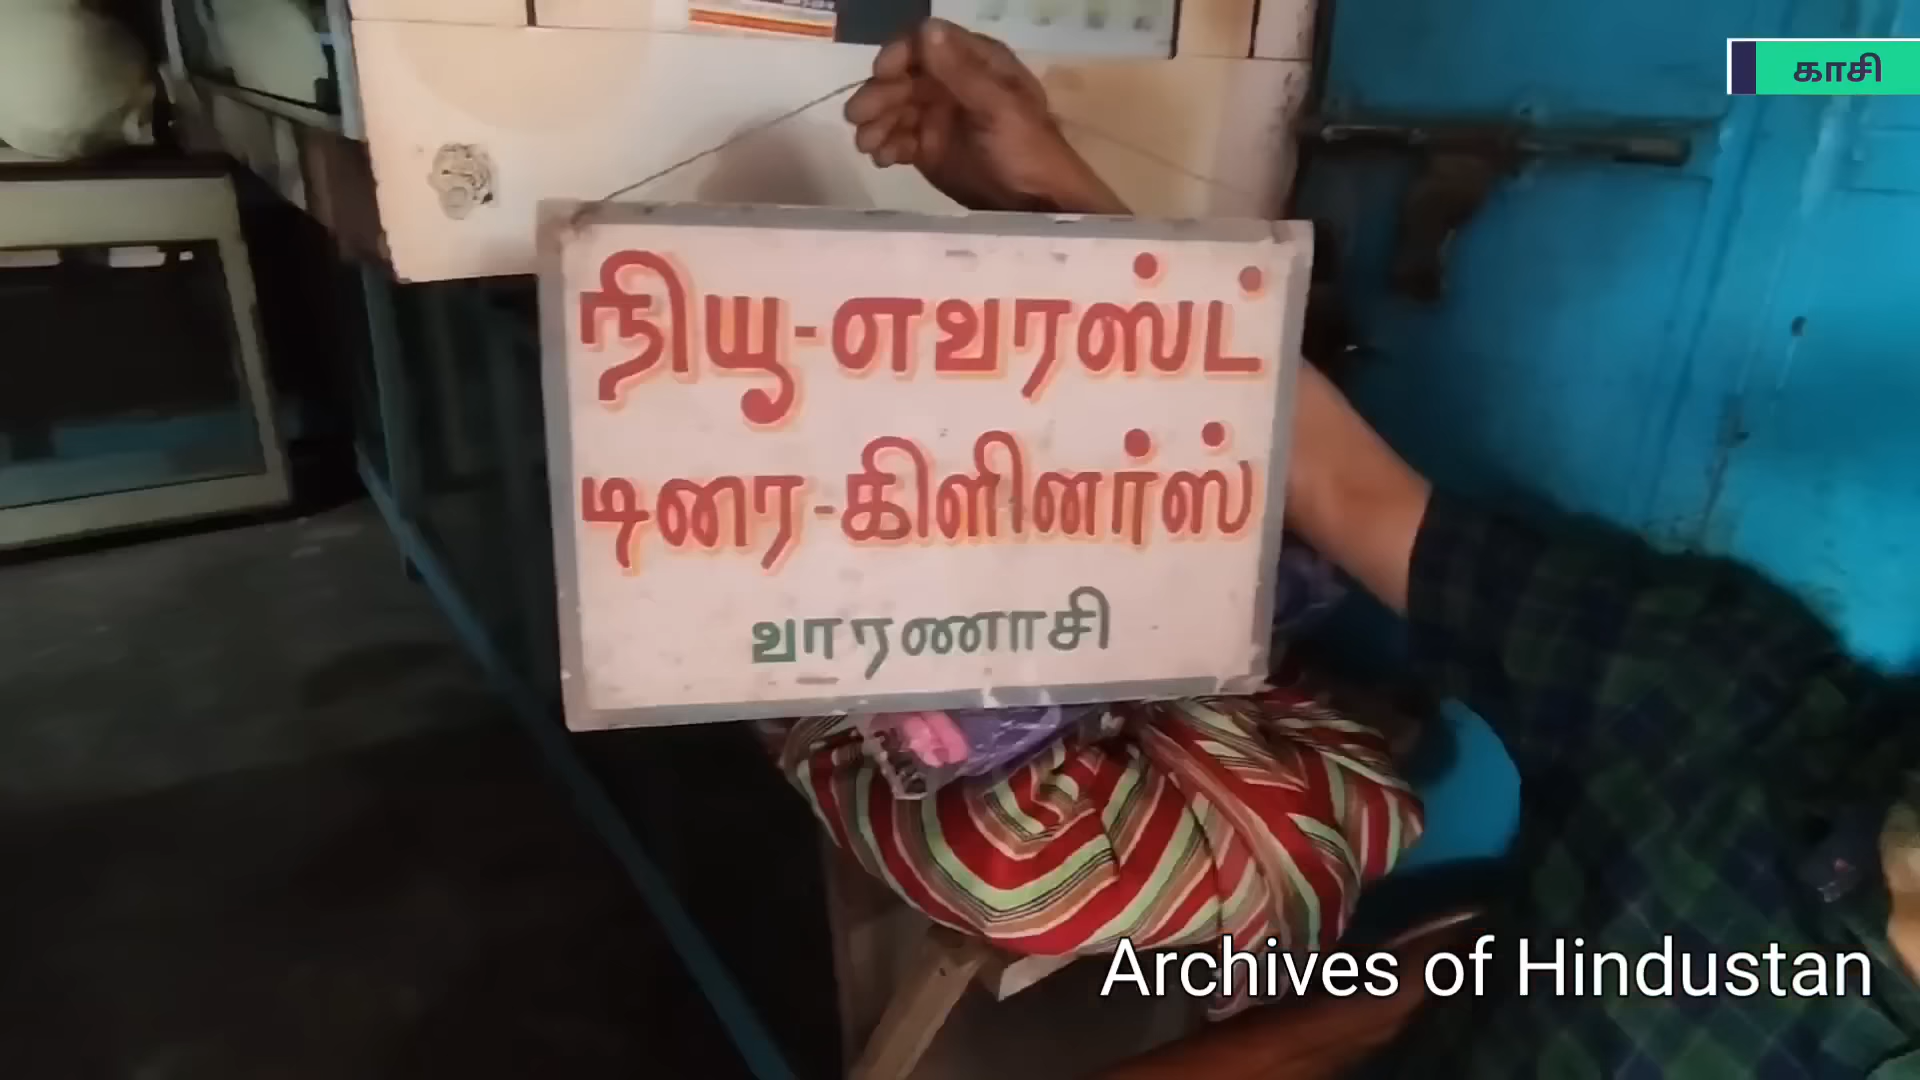 காசி
நியூ-எவரஸ்ட்
டிரை-கிளினர்ஸ்
வாரணாசி
Archives of Hindustan